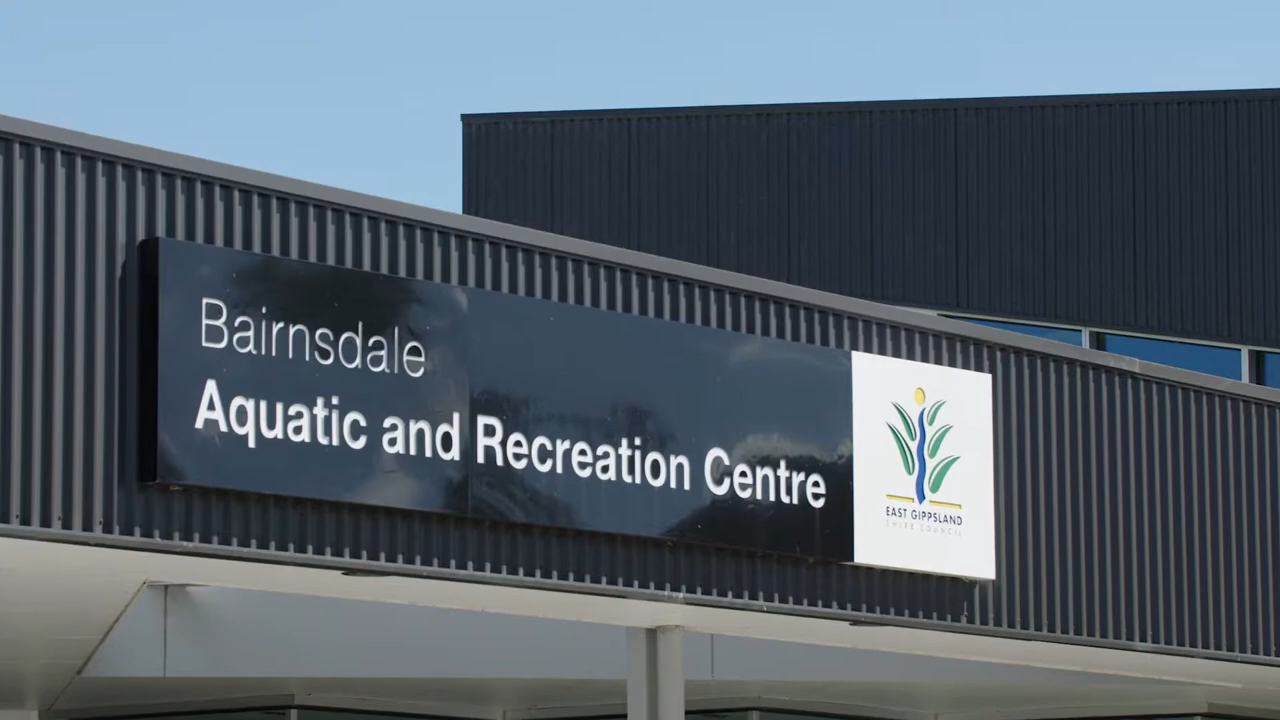 Bairnsdale
Aquatic and Recreation Centre
EAST GIPPSLAND
SHIRE COUNCIL